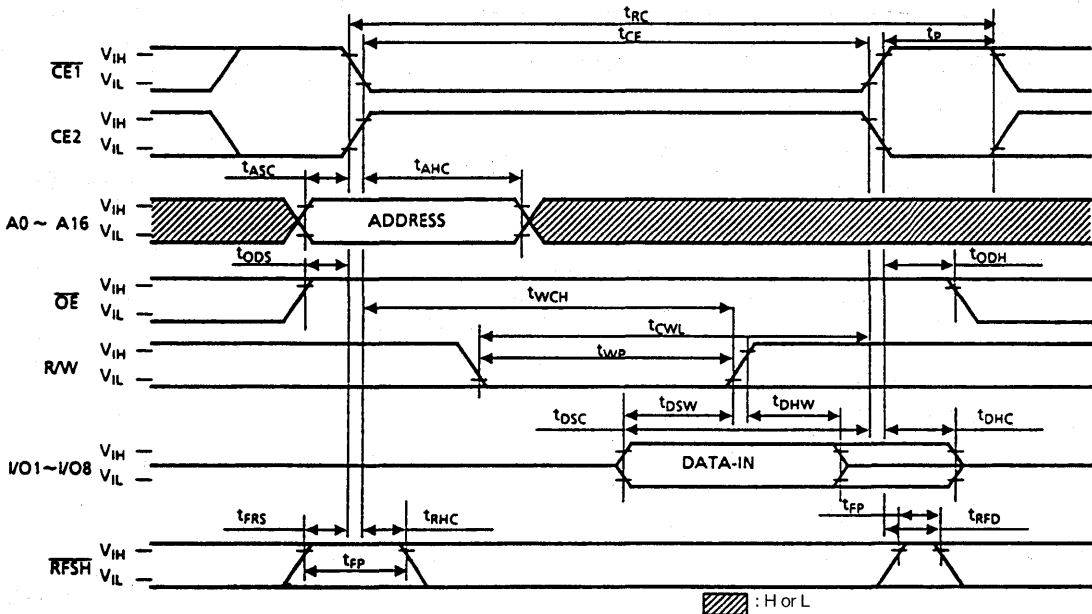 tRC
tCE
tP
CE1 VIH
VIL
CE2 VIH
VIL
tASC
tAHC
A0 ~ A16 VIH
VIL
ADDRESS
tODS
tODH
OE VIH
VIL
tWCH
tCWL
R/W VIH
VIL
tWP
tDSC
tDSW
tDHW
tDHC
I/O1~I/O8 VIH
VIL
DATA-IN
tFRS
tRHC
tFP
tRFD
RFSH VIH
VIL
tFP
: H or L